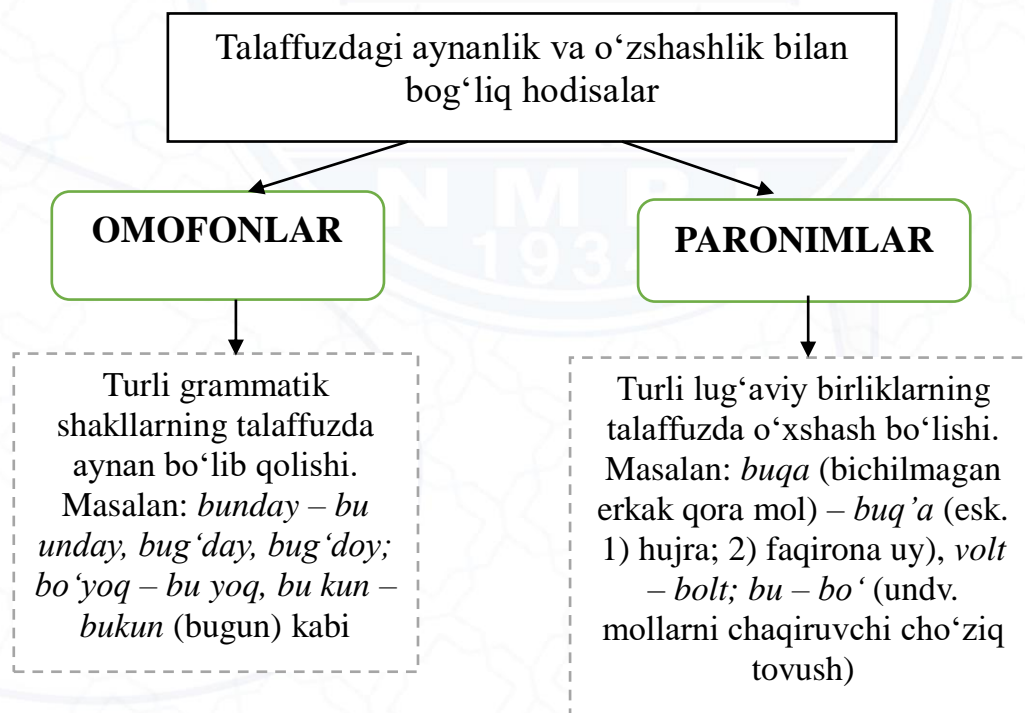 Talaffuzdagi aynanlik va o‘zshashlik bilan
bog‘liq hodisalar
OMOFONLAR
PARONIMLAR
Turli grammatik
shakllarning talaffuzda
aynan bo‘lib qolishi.
Masalan: bunday – bu
unday, bug‘day, bug‘doy;
bo‘yoq – bu yoq, bu kun –
bukun (bugun) kabi
Turli lug‘aviy birliklarning
talaffuzda o‘xshash bo‘lishi.
Masalan: buqa (bichilmagan
erkak qora mol) – buq’a (esk.
1) hujra; 2) faqirona uy), volt
– bolt; bu – bo‘ (undv.
mollarni chaqiruvchi cho‘ziq
tovush)